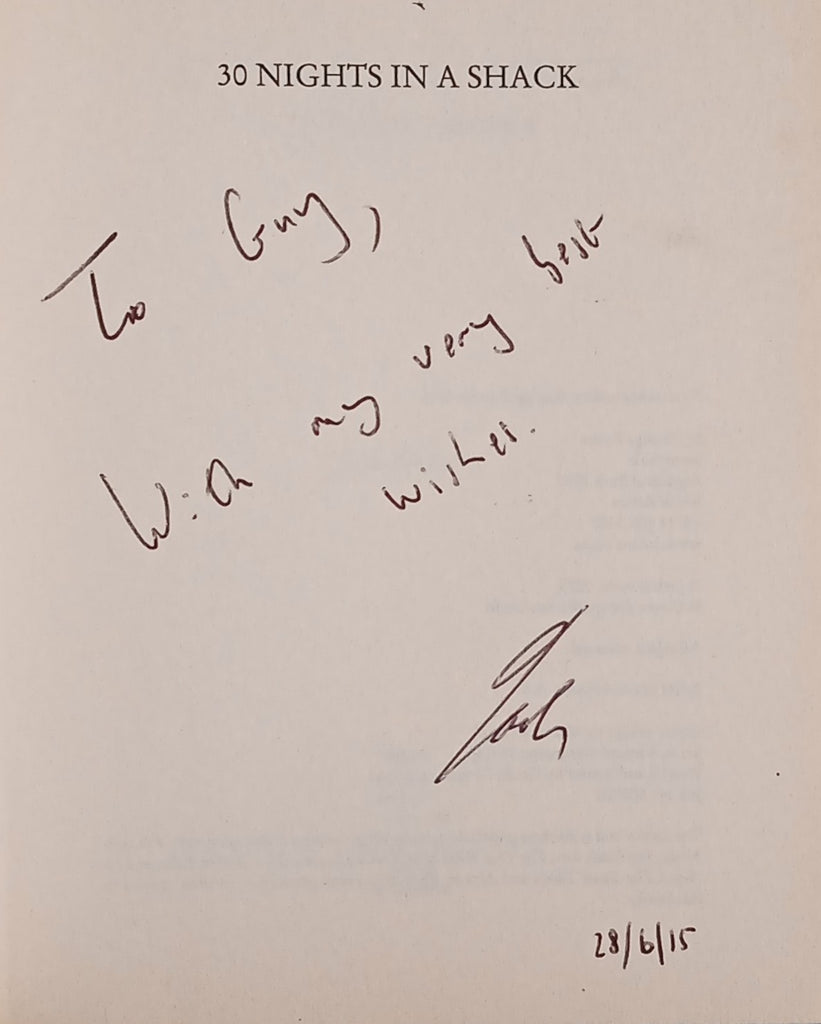 30 NIGHTS IN A SHACK
To Guy,
With my very best
wishes.
28/6/15